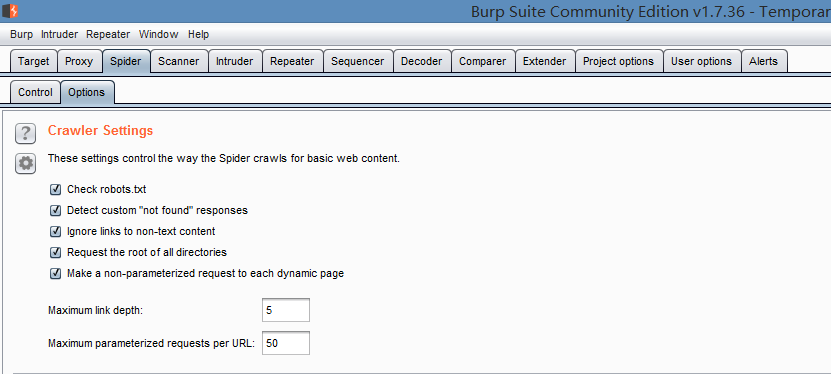 Burp Suite Community Edition v1.7.36 - Temporar
Burp Intruder Repeater Window Help
Target Proxy Spider Scanner Intruder Repeater Sequencer Decoder Comparer Extender Project options User options Alerts
Control Options
? Crawler Settings
These settings control the way the Spider crawls for basic web content.
Check robots.txt
Detect custom "not found" responses
Ignore links to non-text content
Request the root of all directories
Make a non-parameterized request to each dynamic page
Maximum link depth: 5
Maximum parameterized requests per URL: 50